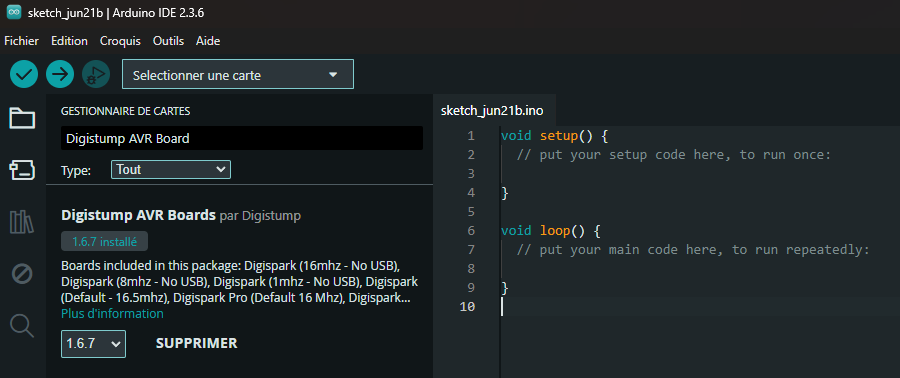 sketch_jun21b | Arduino IDE 2.3.6
Fichier Edition Croquis Outils Aide
Selectionner une carte
GESTIONNAIRE DE CARTES
Digistump AVR Board
Type: Tout
Digistump AVR Boards par Digistump
1.6.7 installé
Boards included in this package: Digispark (16mhz - No USB),
Digispark (8mhz - No USB), Digispark (1mhz - No USB), Digispark
(Default - 16.5mhz), Digispark Pro (Default 16 Mhz), Digispark...
Plus d'information
1.6.7 SUPPRIMER
sketch_jun21b.ino
1 void setup() {
2 // put your setup code here, to run once:
3
4 }
5
6 void loop() {
7 // put your main code here, to run repeatedly:
8
9 }
10